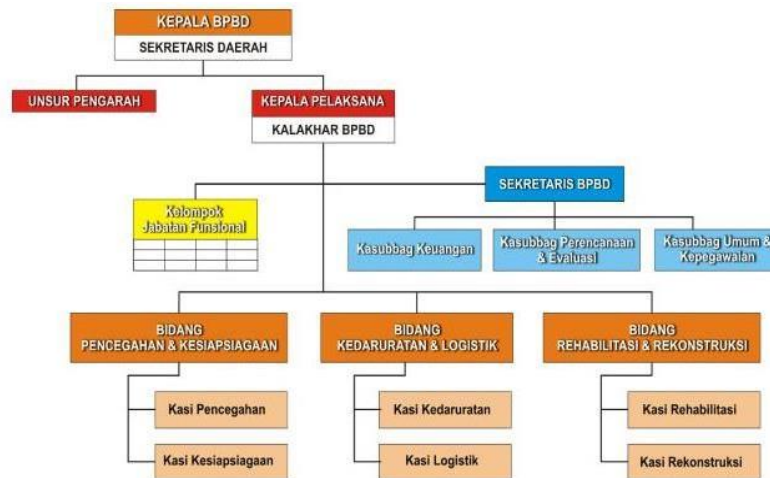 KEPALA BPBD
SEKRETARIS DAERAH
UNSUR PENGARAH
KEPALA PELAKSANA
KALAKHAR BPBD
SEKRETARIS BPBD
Kelompok
Jabatan Funsional
Kasubbag Keuangan
Kasubbag Perencanaan
& Evaluasi
Kasubbag Umum &
Kepegawaian
BIDANG
PENCEGAHAN & KESIAPSIAGAAN
BIDANG
KEDARURATAN & LOGISTIK
BIDANG
REHABILITASI & REKONSTRUKSI
Kasi Pencegahan
Kasi Kesiapsiagaan
Kasi Kedaruratan
Kasi Logistik
Kasi Rehabilitasi
Kasi Rekonstruksi